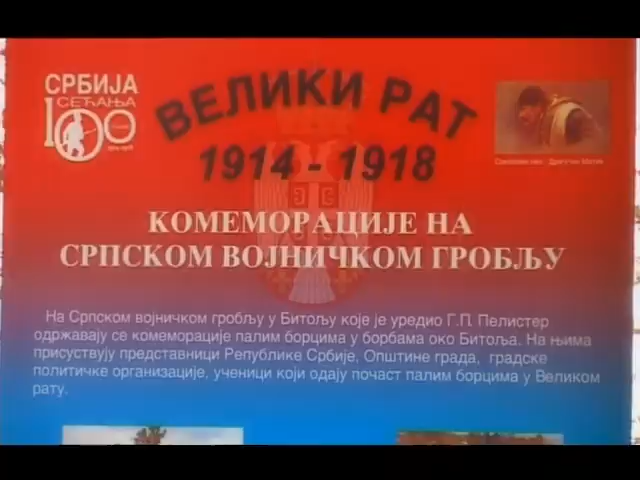 СРБИЈА
СЕЋАЊА
100
ВЕЛИКИ РАТ
1914 - 1918
КОМЕМОРАЦИЈЕ НА
СРПСКОМ ВОЈНИЧКОМ ГРОБЉУ
На Српском војничком гробљу у Битољу које је уредио Г.П. Пелистер
одржавају се комеморације палим борцима у борбама око Битоља. На њима
присуствују представници Републике Србије, Општине града, градске
политичке организације, ученици који одају почаст палим борцима у Великом
рату.